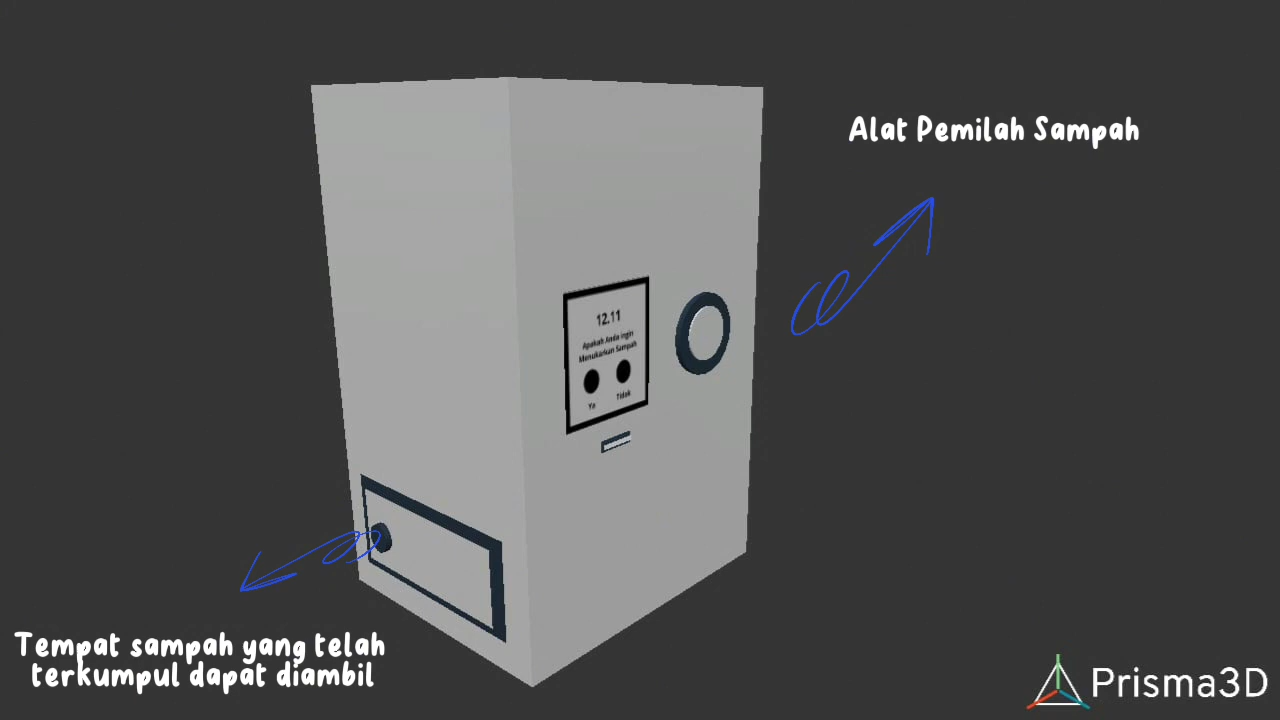 Alat Pemilah Sampah
12.11
Apakah Anda ingin
Menukarkan Sampah
Ya
Tidak
Tempat sampah yang telah
terkumpul dapat diambil
Prisma3D